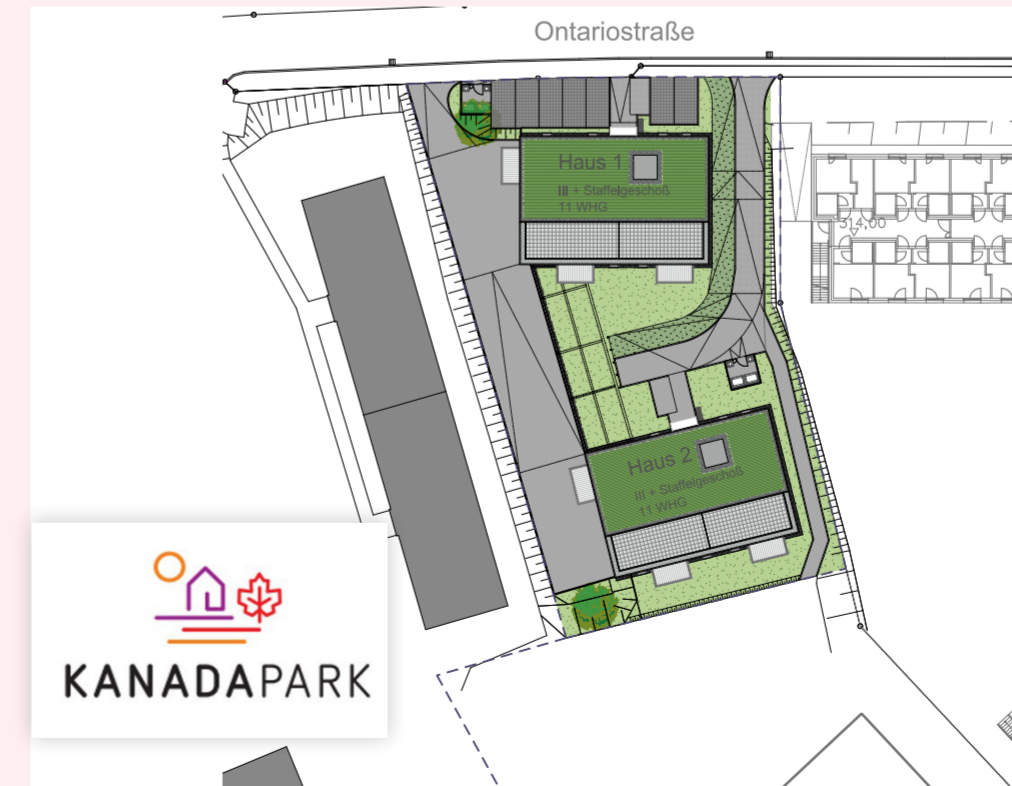 Ontariostraße
Haus 1
III + Staffelgeschoß
11 WHG
314,00
Haus 2
III + Staffelgeschoß
11 WHG
KANADAPARK